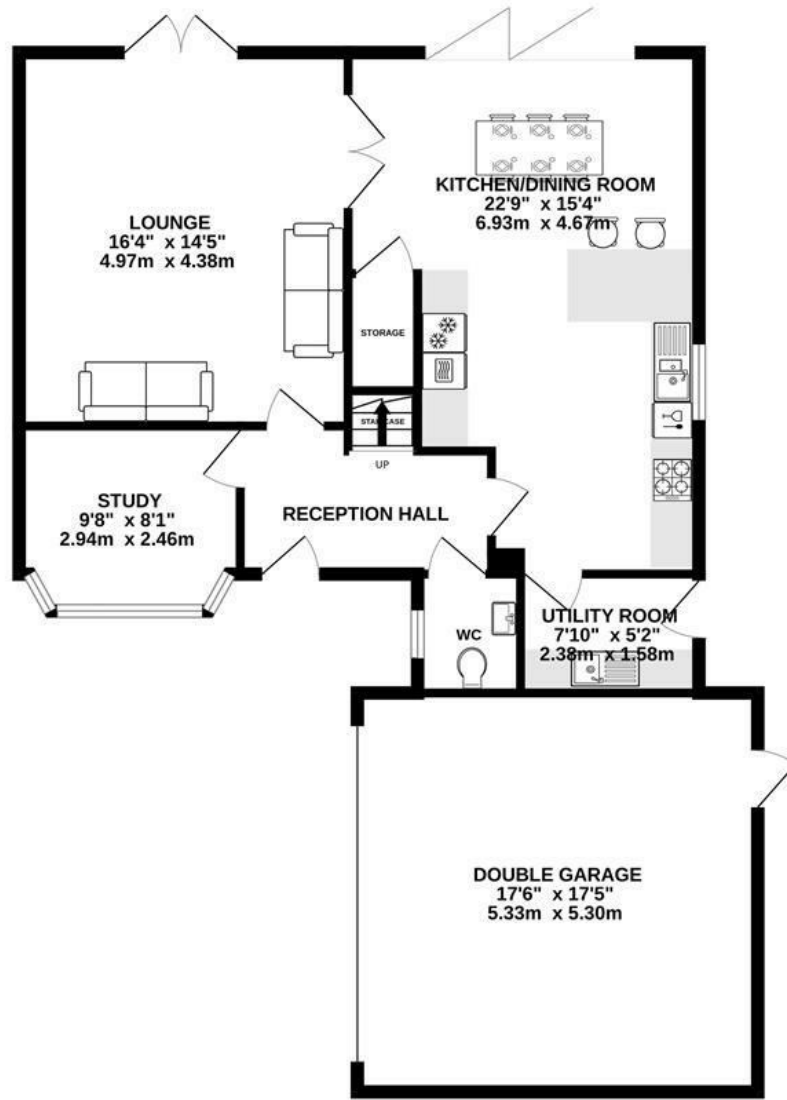 LOUNGE
16'4" x 14'5"
4.97m x 4.38m
KITCHEN/DINING ROOM
22'9" x 15'4"
6.93m x 4.67m
STORAGE
STAIRCASE
UP
STUDY
9'8" x 8'1"
2.94m x 2.46m
RECEPTION HALL
WC
UTILITY ROOM
7'10" x 5'2"
2.38m x 1.58m
DOUBLE GARAGE
17'6" x 17'5"
5.33m x 5.30m